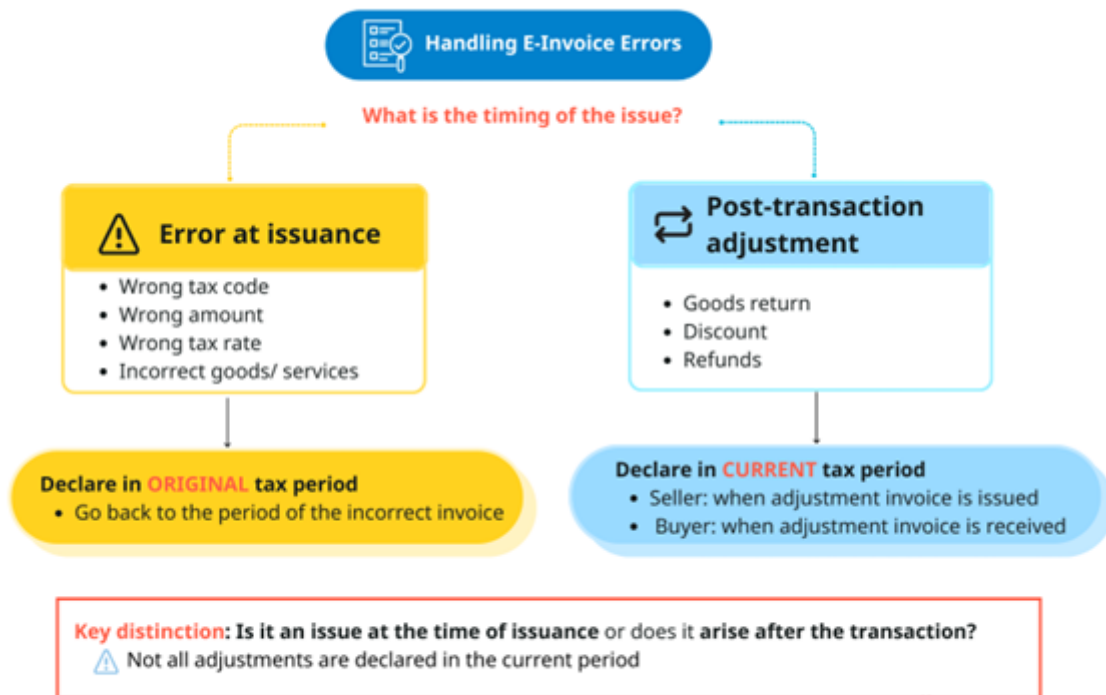 Handling E-Invoice Errors
What is the timing of the issue?
Error at issuance
• Wrong tax code
• Wrong amount
• Wrong tax rate
• Incorrect goods/ services
Post-transaction
adjustment
• Goods return
• Discount
• Refunds
Declare in ORIGINAL tax period
• Go back to the period of the incorrect invoice
Declare in CURRENT tax period
• Seller: when adjustment invoice is issued
• Buyer: when adjustment invoice is received
Key distinction: Is it an issue at the time of issuance or does it arise after the transaction?
Not all adjustments are declared in the current period